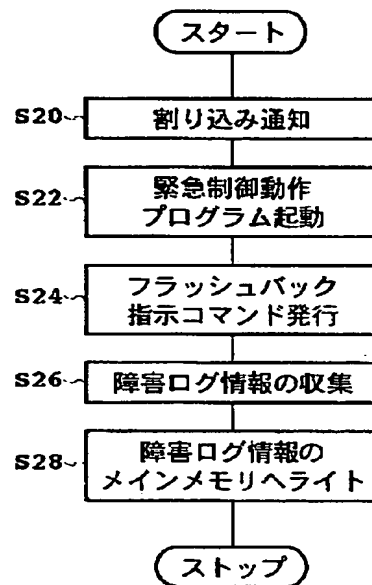 スタート
S20 割り込み通知
S22 緊急制御動作
プログラム起動
S24 フラッシュバック
指示コマンド発行
S26 障害ログ情報の収集
S28 障害ログ情報の
メインメモリへライト
ストップ